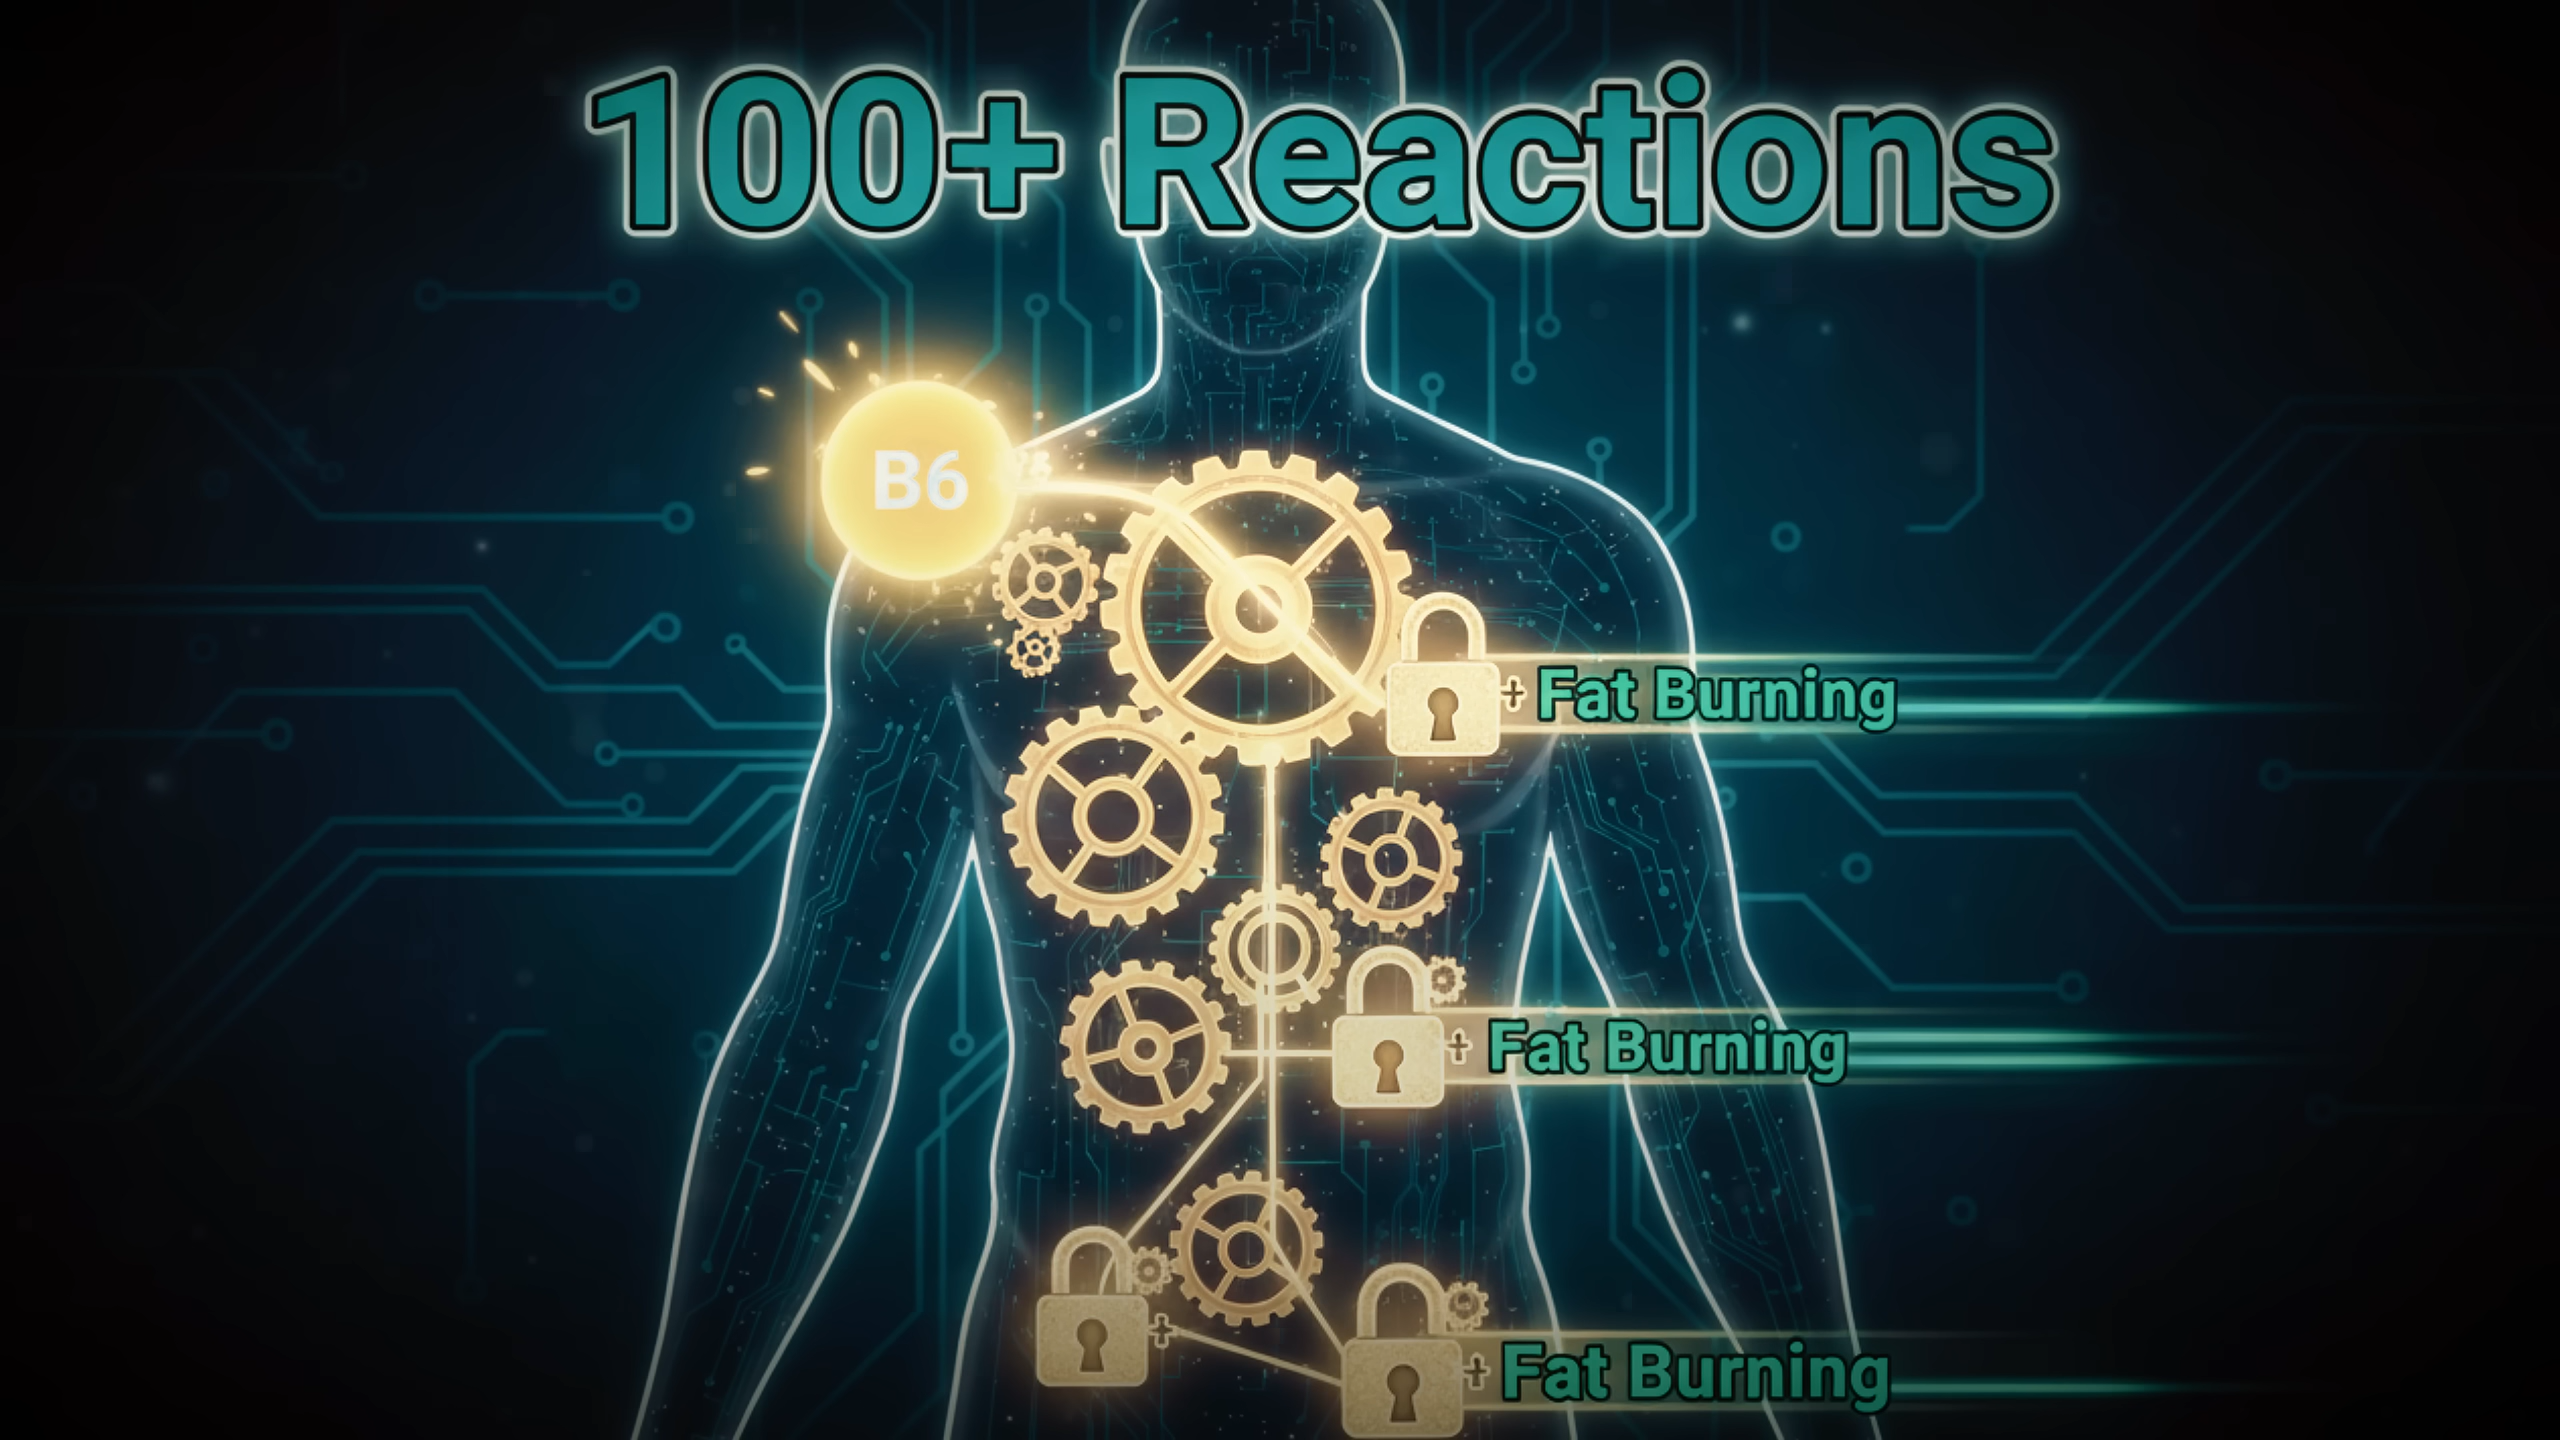 100+ Reactions
B6
+ Fat Burning
+ Fat Burning
+
+ Fat Burning